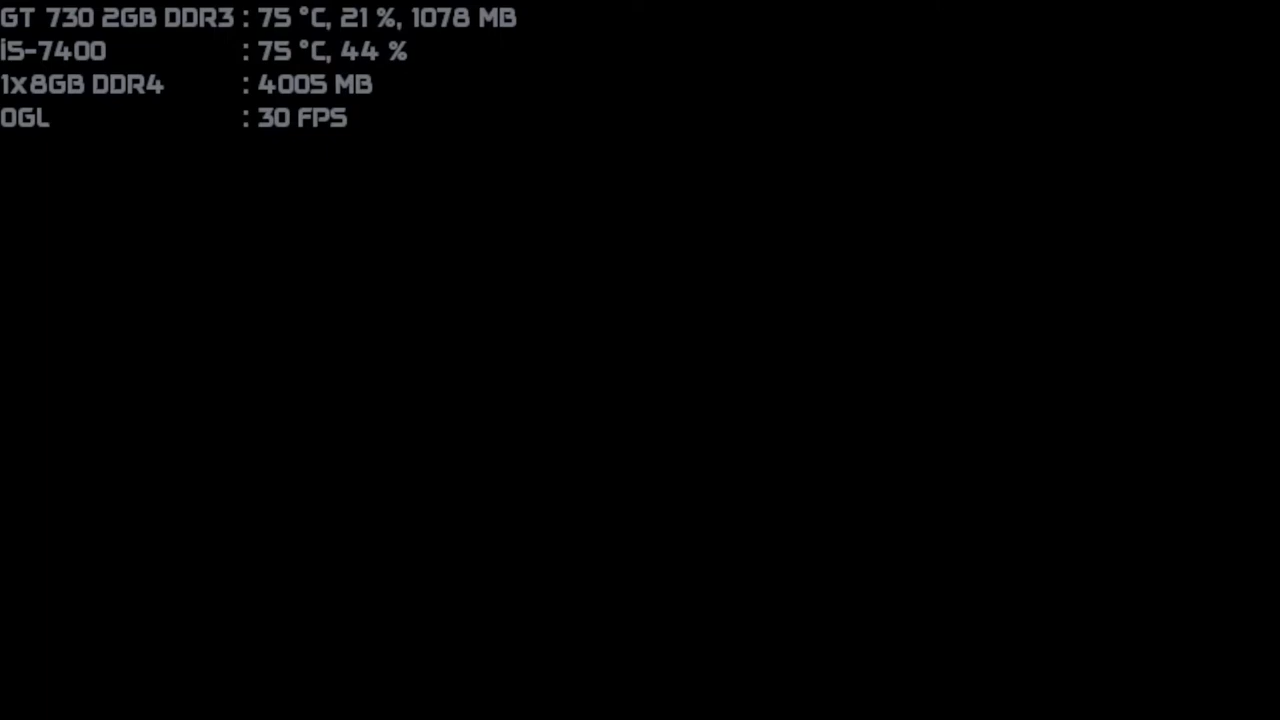 GT 730 2GB DDR3 : 75 °C, 21 %, 1078 MB
i5-7400 : 75 °C, 44 %
1x8GB DDR4 : 4005 MB
OGL : 30 FPS